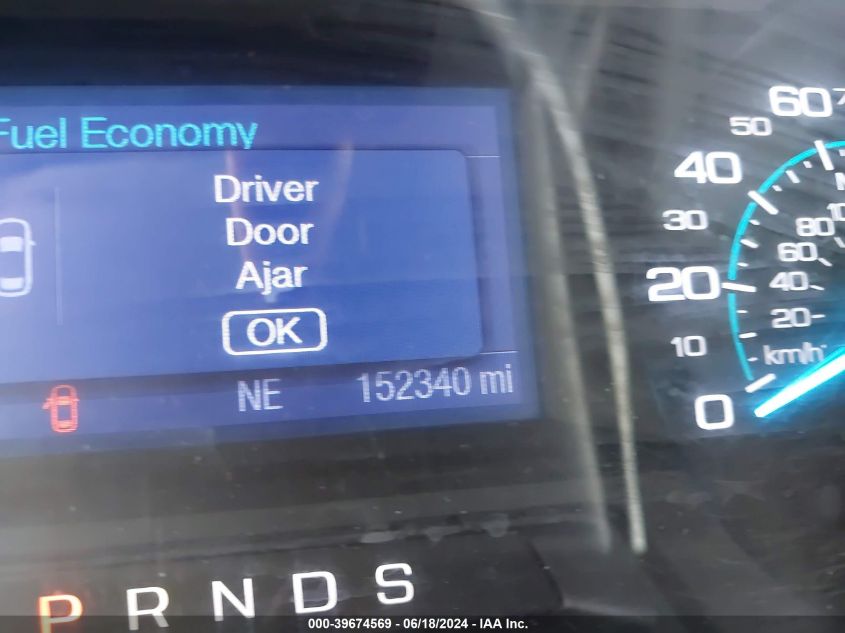 Fuel Economy
Driver
Door
Ajar
OK
NE 152340 mi
60
50
40
30
20
10
0
80
60
40
20
km/h
P R N D S
000-39674569 - 06/18/2024 - IAA Inc.